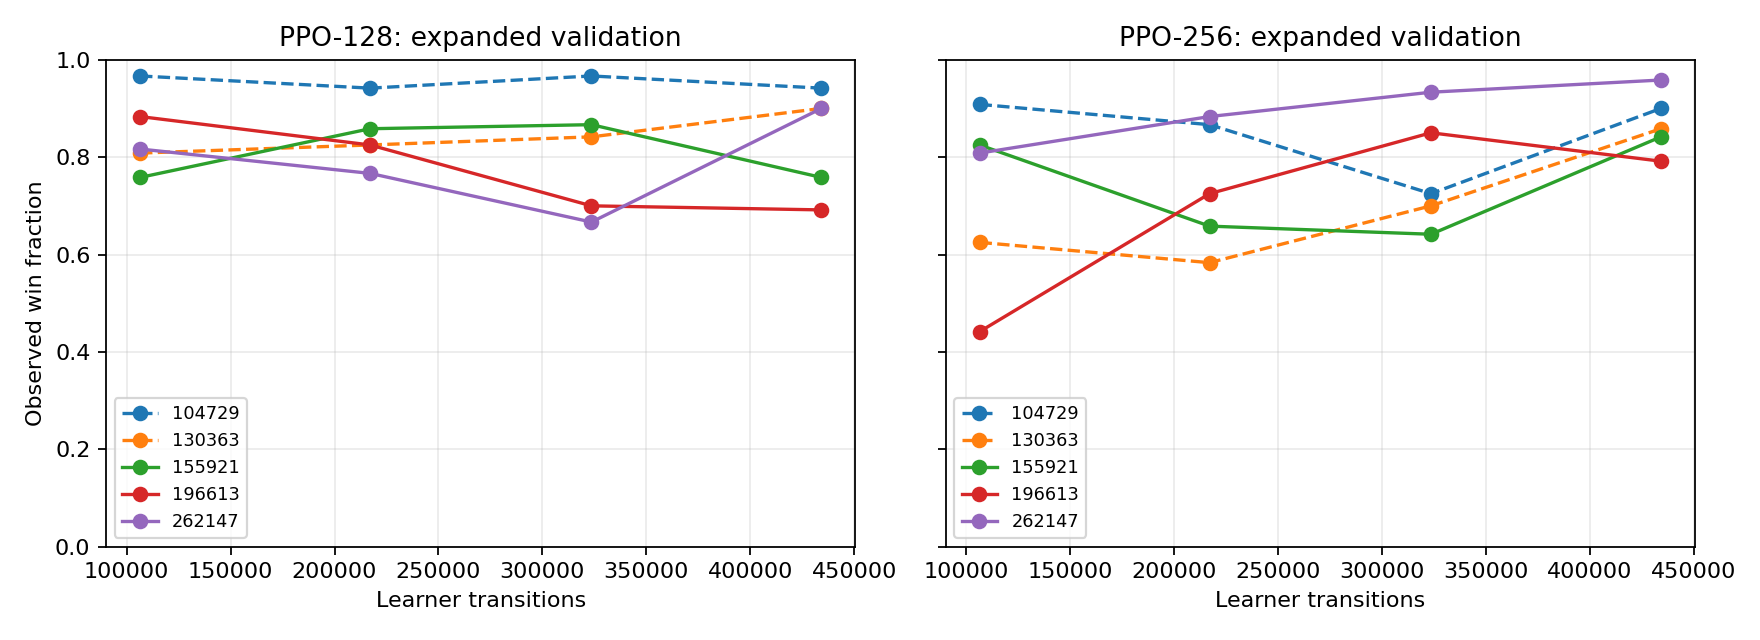 PPO-128: expanded validation
Observed win fraction
1.0
0.8
0.6
0.4
0.2
0.0
104729
130363
155921
196613
262147
100000 150000 200000 250000 300000 350000 400000 450000
Learner transitions
PPO-256: expanded validation
104729
130363
155921
196613
262147
100000 150000 200000 250000 300000 350000 400000 450000
Learner transitions